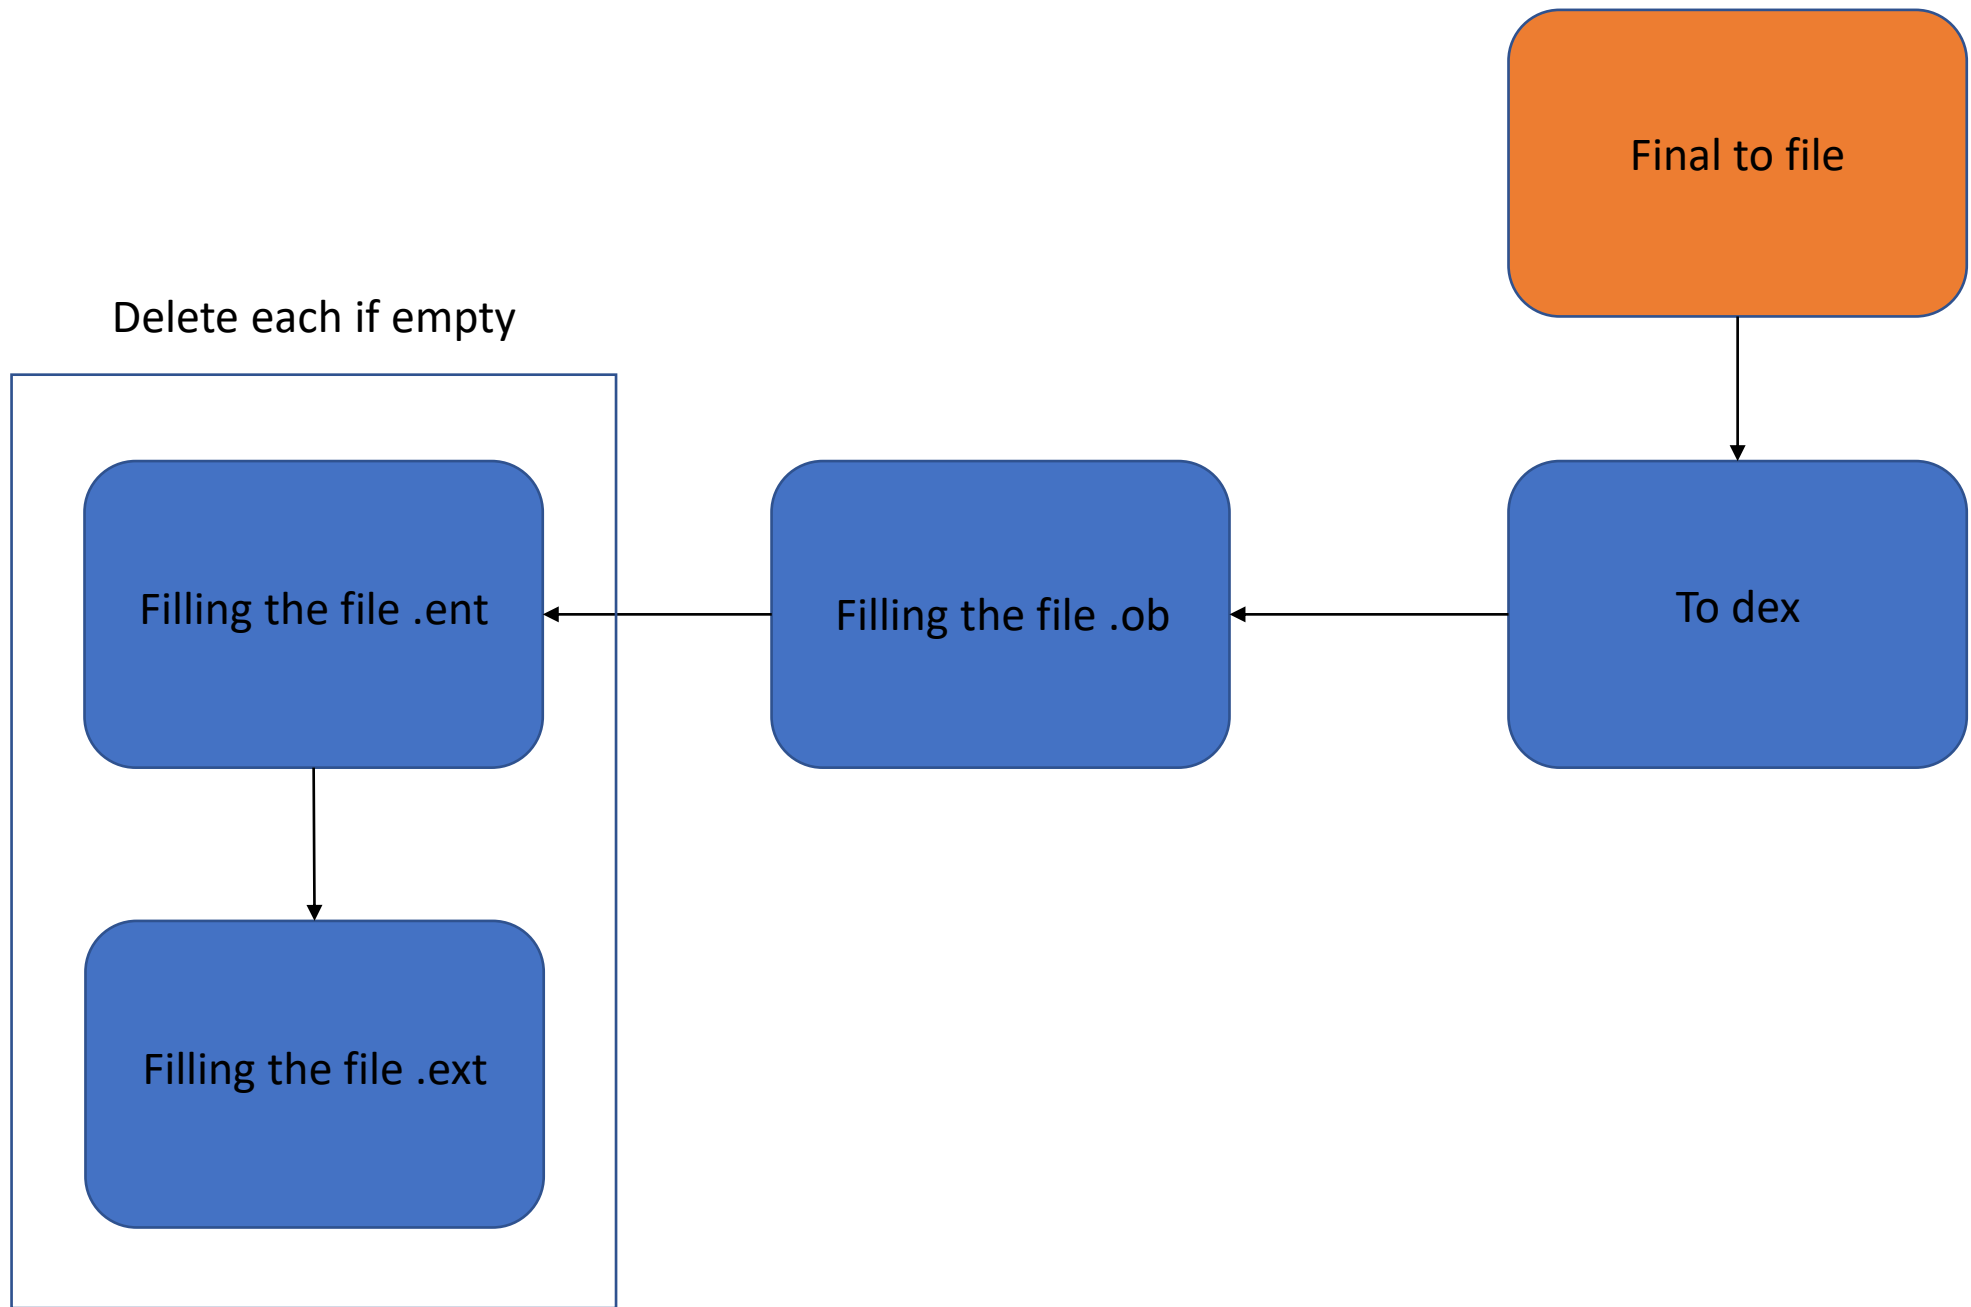 Final to file
Delete each if empty
Filling the file .ent
Filling the file .ob
To dex
Filling the file .ext